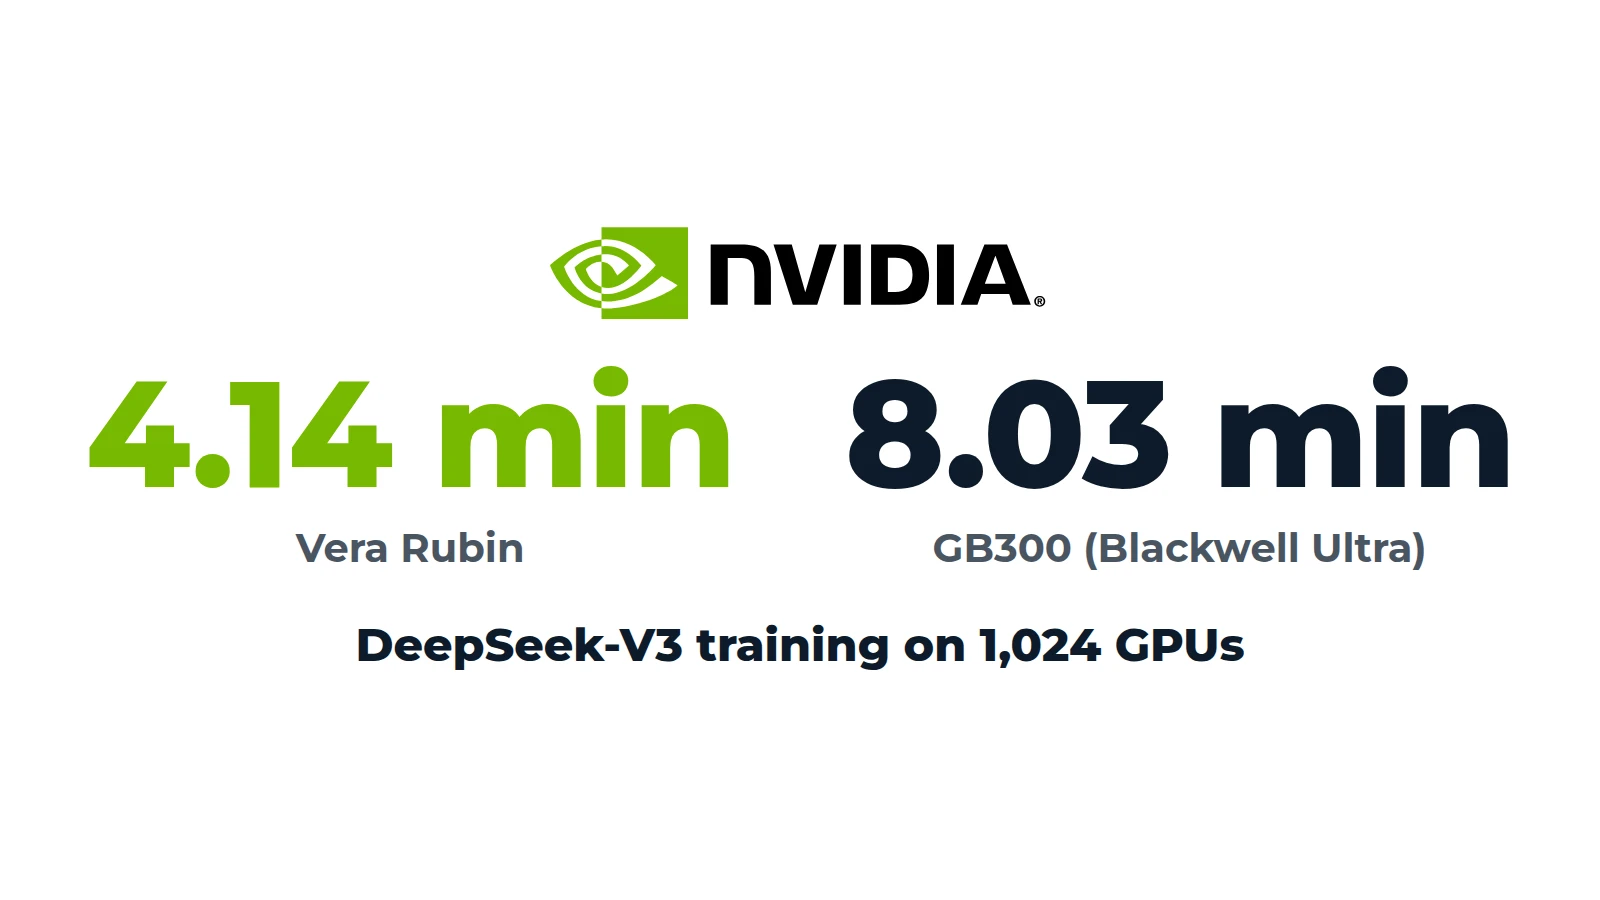 NVIDIA®
4.14 min 8.03 min
Vera Rubin GB300 (Blackwell Ultra)
DeepSeek-V3 training on 1,024 GPUs